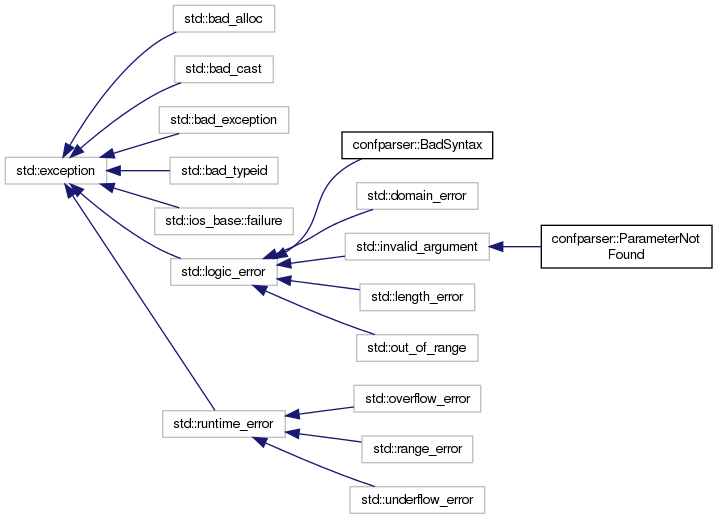 std::bad_alloc
std::bad_cast
std::bad_exception
confparser::BadSyntax
std::exception
std::bad_typeid
std::domain_error
std::ios_base::failure
std::invalid_argument
confparser::ParameterNot
Found
std::logic_error
std::length_error
std::out_of_range
std::overflow_error
std::runtime_error
std::range_error
std::underflow_error